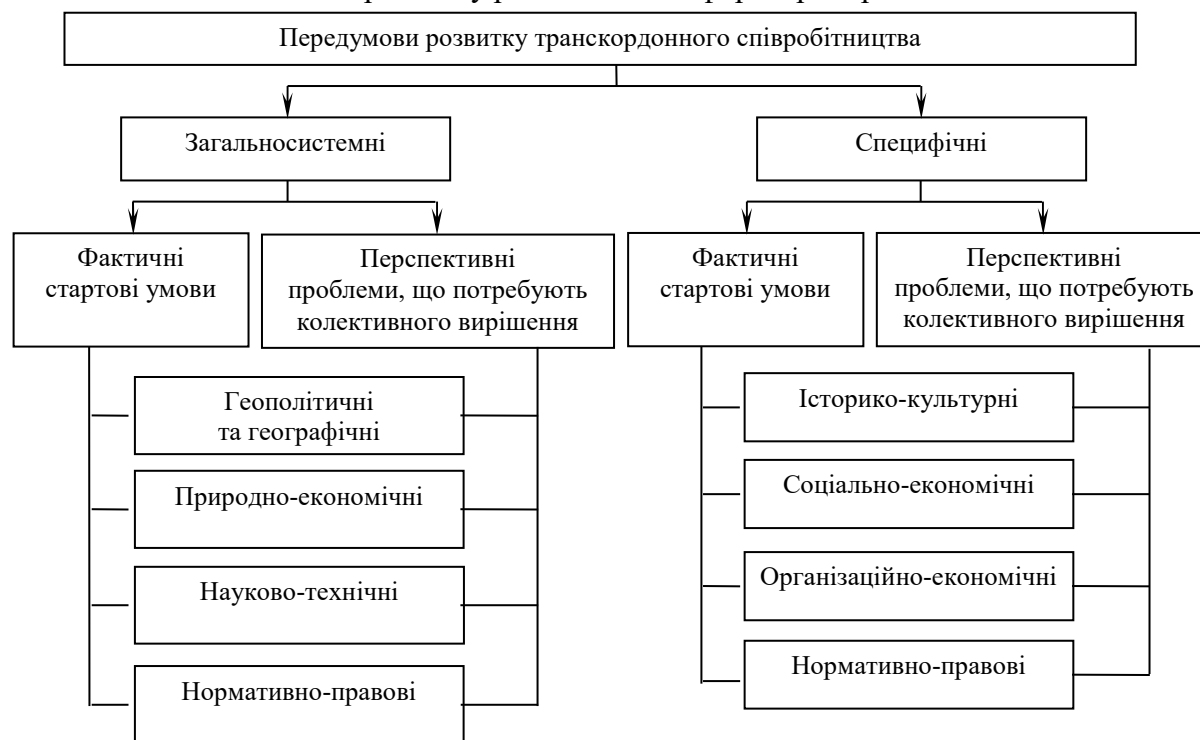 Передумови розвитку транскордонного співробітництва
Загальносистемні
Специфічні
Фактичні
стартові умови
Перспективні
проблеми, що потребують
колективного вирішення
Фактичні
стартові умови
Перспективні
проблеми, що потребують
колективного вирішення
Геополітичні
та географічні
Природно-економічні
Науково-технічні
Нормативно-правові
Історико-культурні
Соціально-економічні
Організаційно-економічні
Нормативно-правові